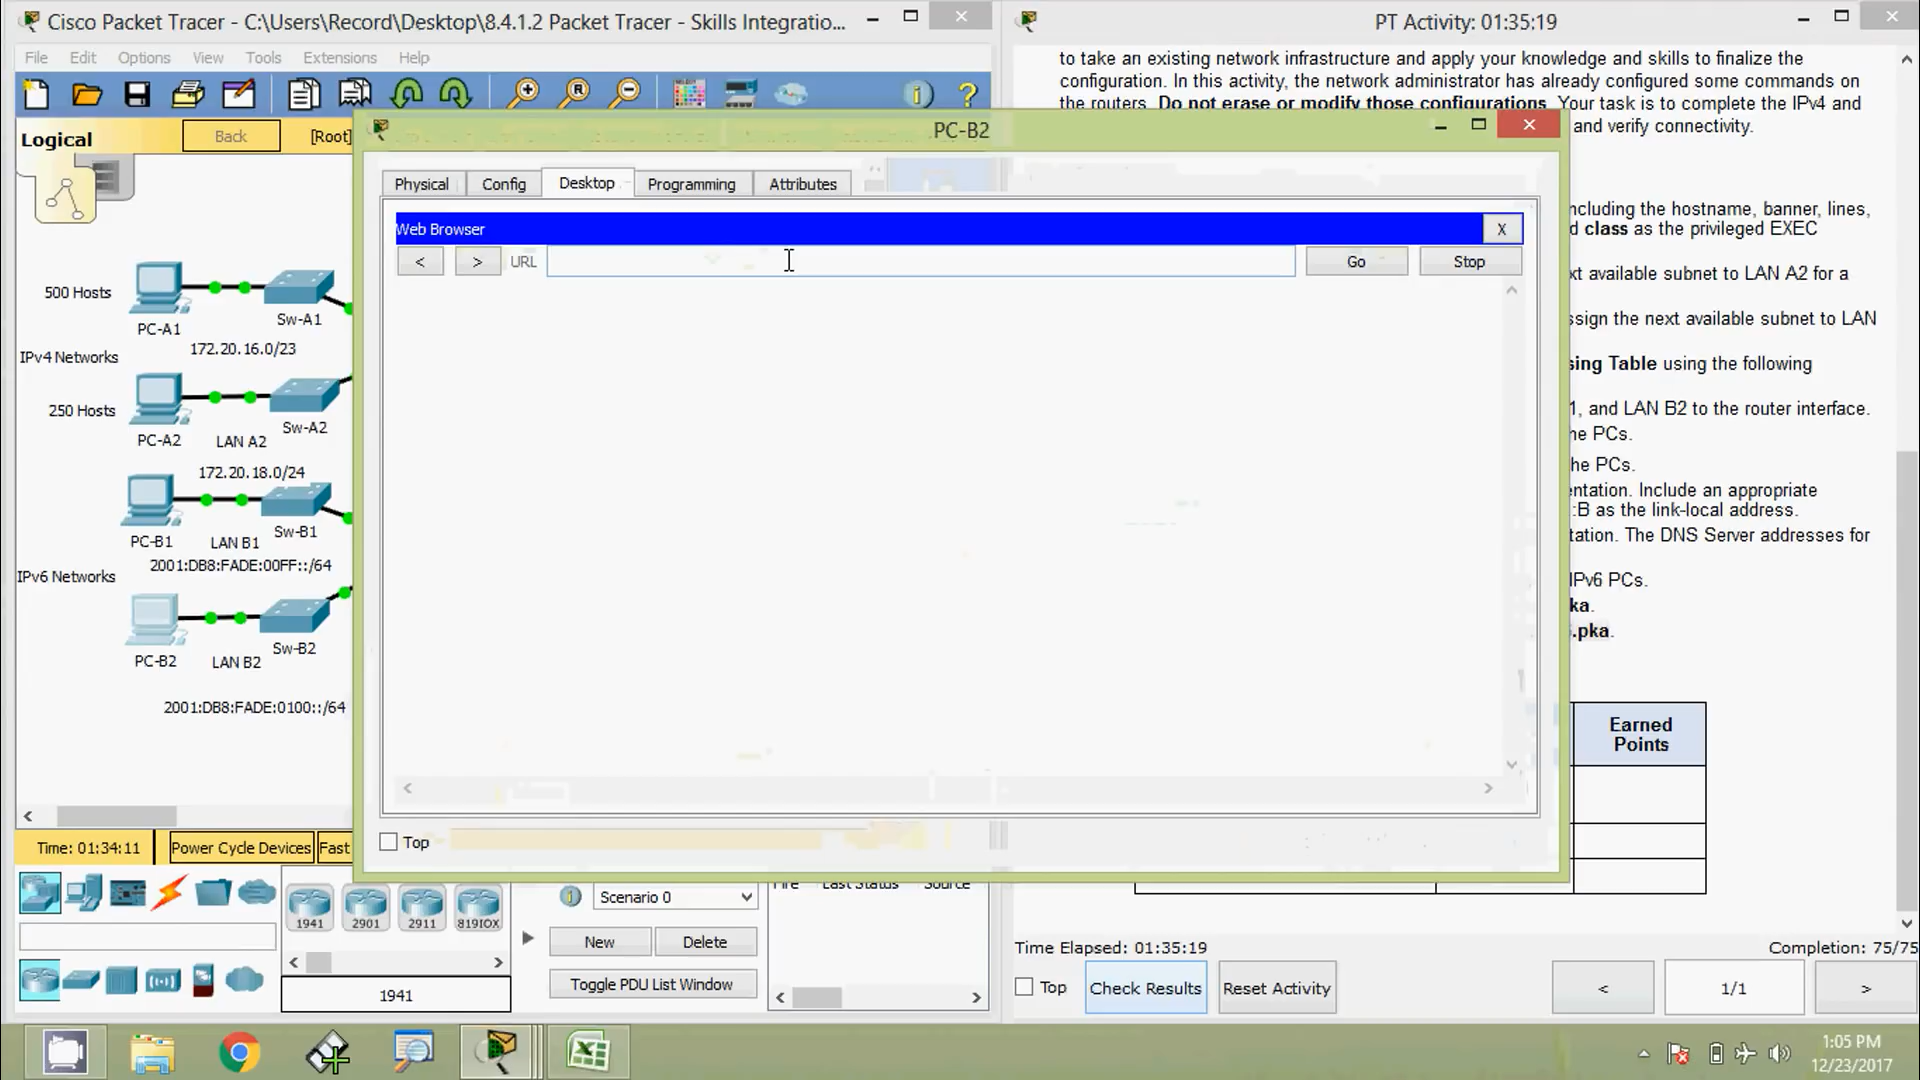 Cisco Packet Tracer - C:\Users\Record\Desktop\8.4.1.2 Packet Tracer - Skills Integratio...
File Edit Options View Tools Extensions Help
Logical
Back
[Root]
500 Hosts
PC-A1
Sw-A1
172.20.16.0/23
IPv4 Networks
250 Hosts
PC-A2
LAN A2
Sw-A2
172.20.18.0/24
PC-B1
LAN B1
Sw-B1
2001:DB8:FADE:00FF::/64
IPv6 Networks
PC-B2
LAN B2
Sw-B2
2001:DB8:FADE:0100::/64
Time: 01:34:11
Power Cycle Devices
Fast
1941
2901
2911
819IOX
1941
Scenario 0
New
Delete
Toggle PDU List Window
Fire Last Status Source
PC-B2
Physical
Config
Desktop
Programming
Attributes
Web Browser
X
<
>
URL
Go
Stop
Top
PT Activity: 01:35:19
to take an existing network infrastructure and apply your knowledge and skills to finalize the
configuration. In this activity, the network administrator has already configured some commands on
the routers. Do not erase or modify those configurations. Your task is to complete the IPv4 and
and verify connectivity.
ncluding the hostname, banner, lines,
d class as the privileged EXEC
xt available subnet to LAN A2 for a
ssign the next available subnet to LAN
sing Table using the following
1, and LAN B2 to the router interface.
he PCs.
he PCs.
entation. Include an appropriate
:B as the link-local address.
tation. The DNS Server addresses for
IPv6 PCs.
ka.
.pka.
Earned
Points
Time Elapsed: 01:35:19
Completion: 75/75
Top
Check Results
Reset Activity
<
1/1
>
1:05 PM
12/23/2017